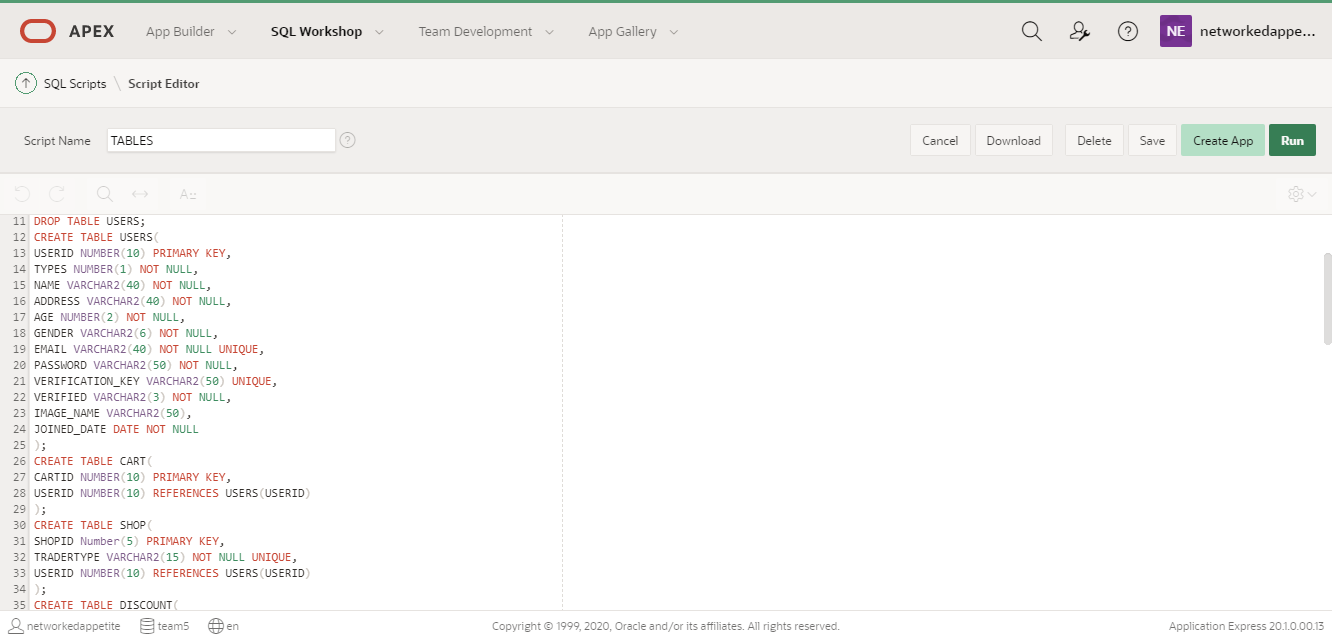 APEX App Builder SQL Workshop Team Development App Gallery ? NE networkedappe...
SQL Scripts \ Script Editor
Script Name TABLES ? Cancel Download Delete Save Create App Run
A::
11 DROP TABLE USERS;
12 CREATE TABLE USERS(
13 USERID NUMBER(10) PRIMARY KEY,
14 TYPES NUMBER(1) NOT NULL,
15 NAME VARCHAR2(40) NOT NULL,
16 ADDRESS VARCHAR2(40) NOT NULL,
17 AGE NUMBER(2) NOT NULL,
18 GENDER VARCHAR2(6) NOT NULL,
19 EMAIL VARCHAR2(40) NOT NULL UNIQUE,
20 PASSWORD VARCHAR2(50) NOT NULL,
21 VERIFICATION_KEY VARCHAR2(50) UNIQUE,
22 VERIFIED VARCHAR2(3) NOT NULL,
23 IMAGE_NAME VARCHAR2(50),
24 JOINED_DATE DATE NOT NULL
25 );
26 CREATE TABLE CART(
27 CARTID NUMBER(10) PRIMARY KEY,
28 USERID NUMBER(10) REFERENCES USERS(USERID)
29 );
30 CREATE TABLE SHOP(
31 SHOPID Number(5) PRIMARY KEY,
32 TRADERTYPE VARCHAR2(15) NOT NULL UNIQUE,
33 USERID NUMBER(10) REFERENCES USERS(USERID)
34 );
35 CREATE TABLE DISCOUNT(
networkedappetite team5 en Copyright © 1999, 2020, Oracle and/or its affiliates. All rights reserved. Application Express 20.1.0.00.13